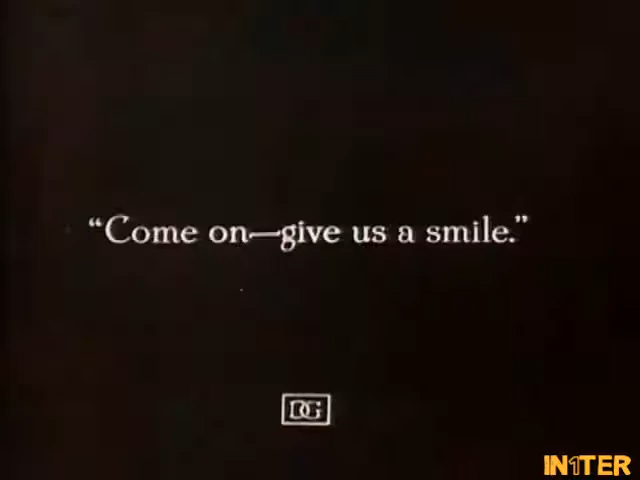 “Come on—give us a smile.”
DG
IN1TER